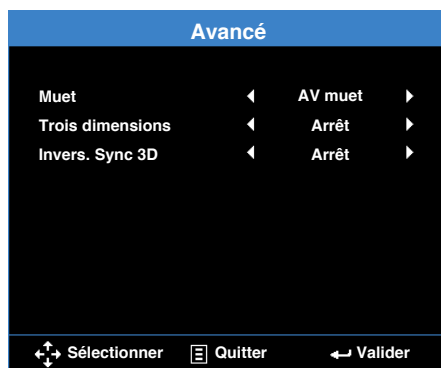 Avancé
Muet AV muet
Trois dimensions Arrêt
Invers. Sync 3D Arrêt
Sélectionner Quitter Valider